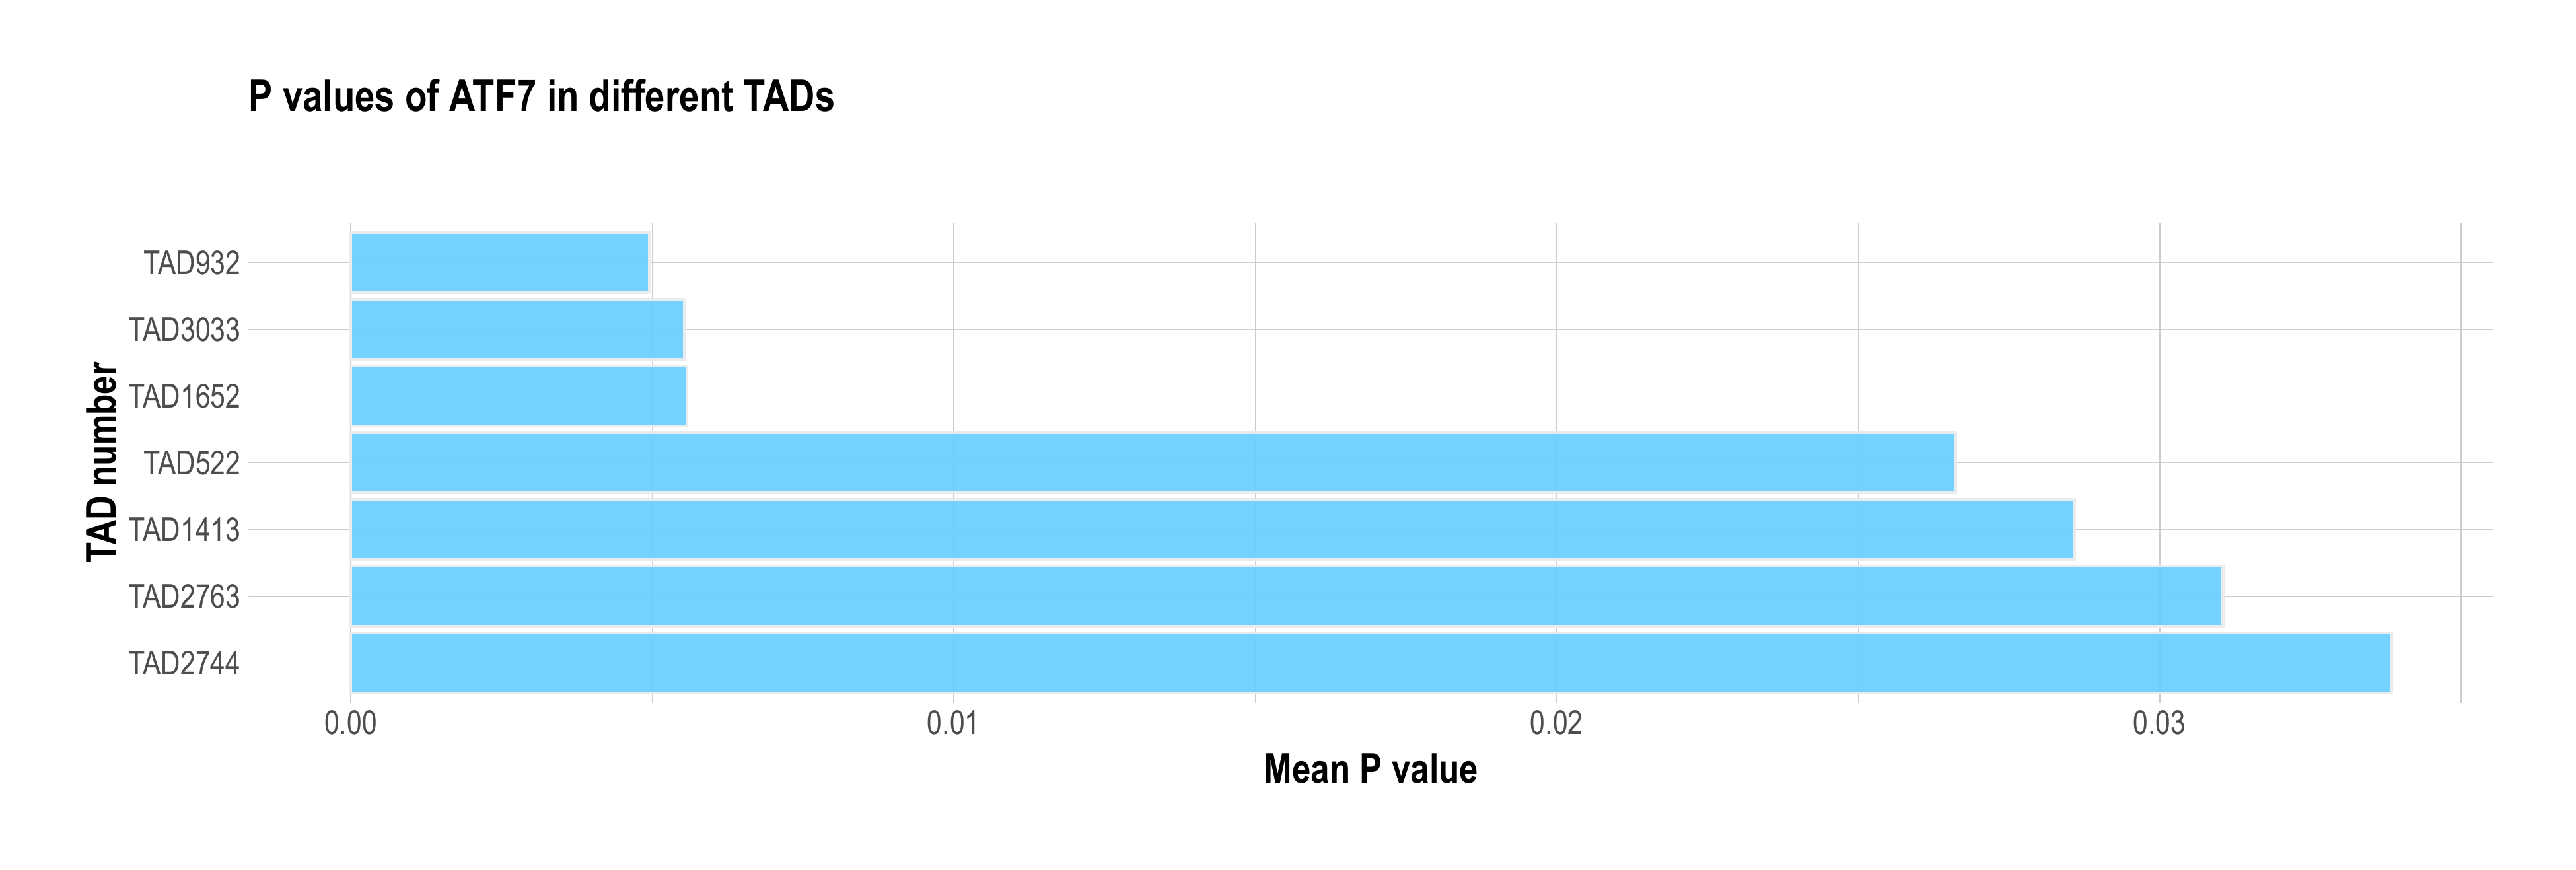 P values of ATF7 in different TADs
TAD number
TAD932
TAD3033
TAD1652
TAD522
TAD1413
TAD2763
TAD2744
0.00 0.01 0.02 0.03
Mean P value